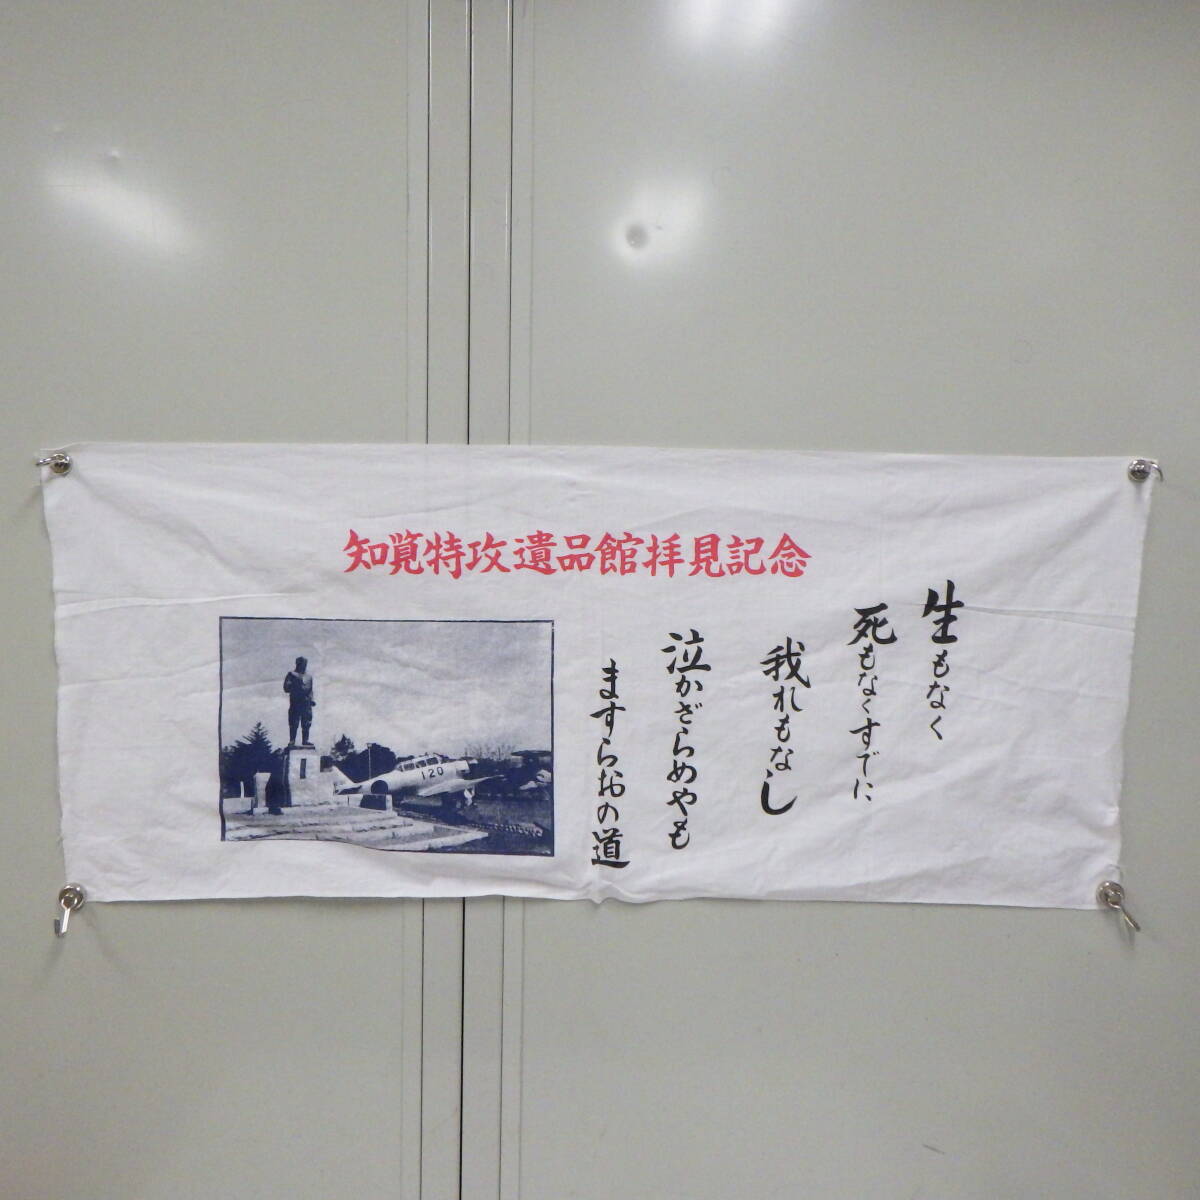 知覧特攻遺品館拝見記念
生もなく
死もなくすでに
我れもなし
泣かざらめやも
ますらおの道
120